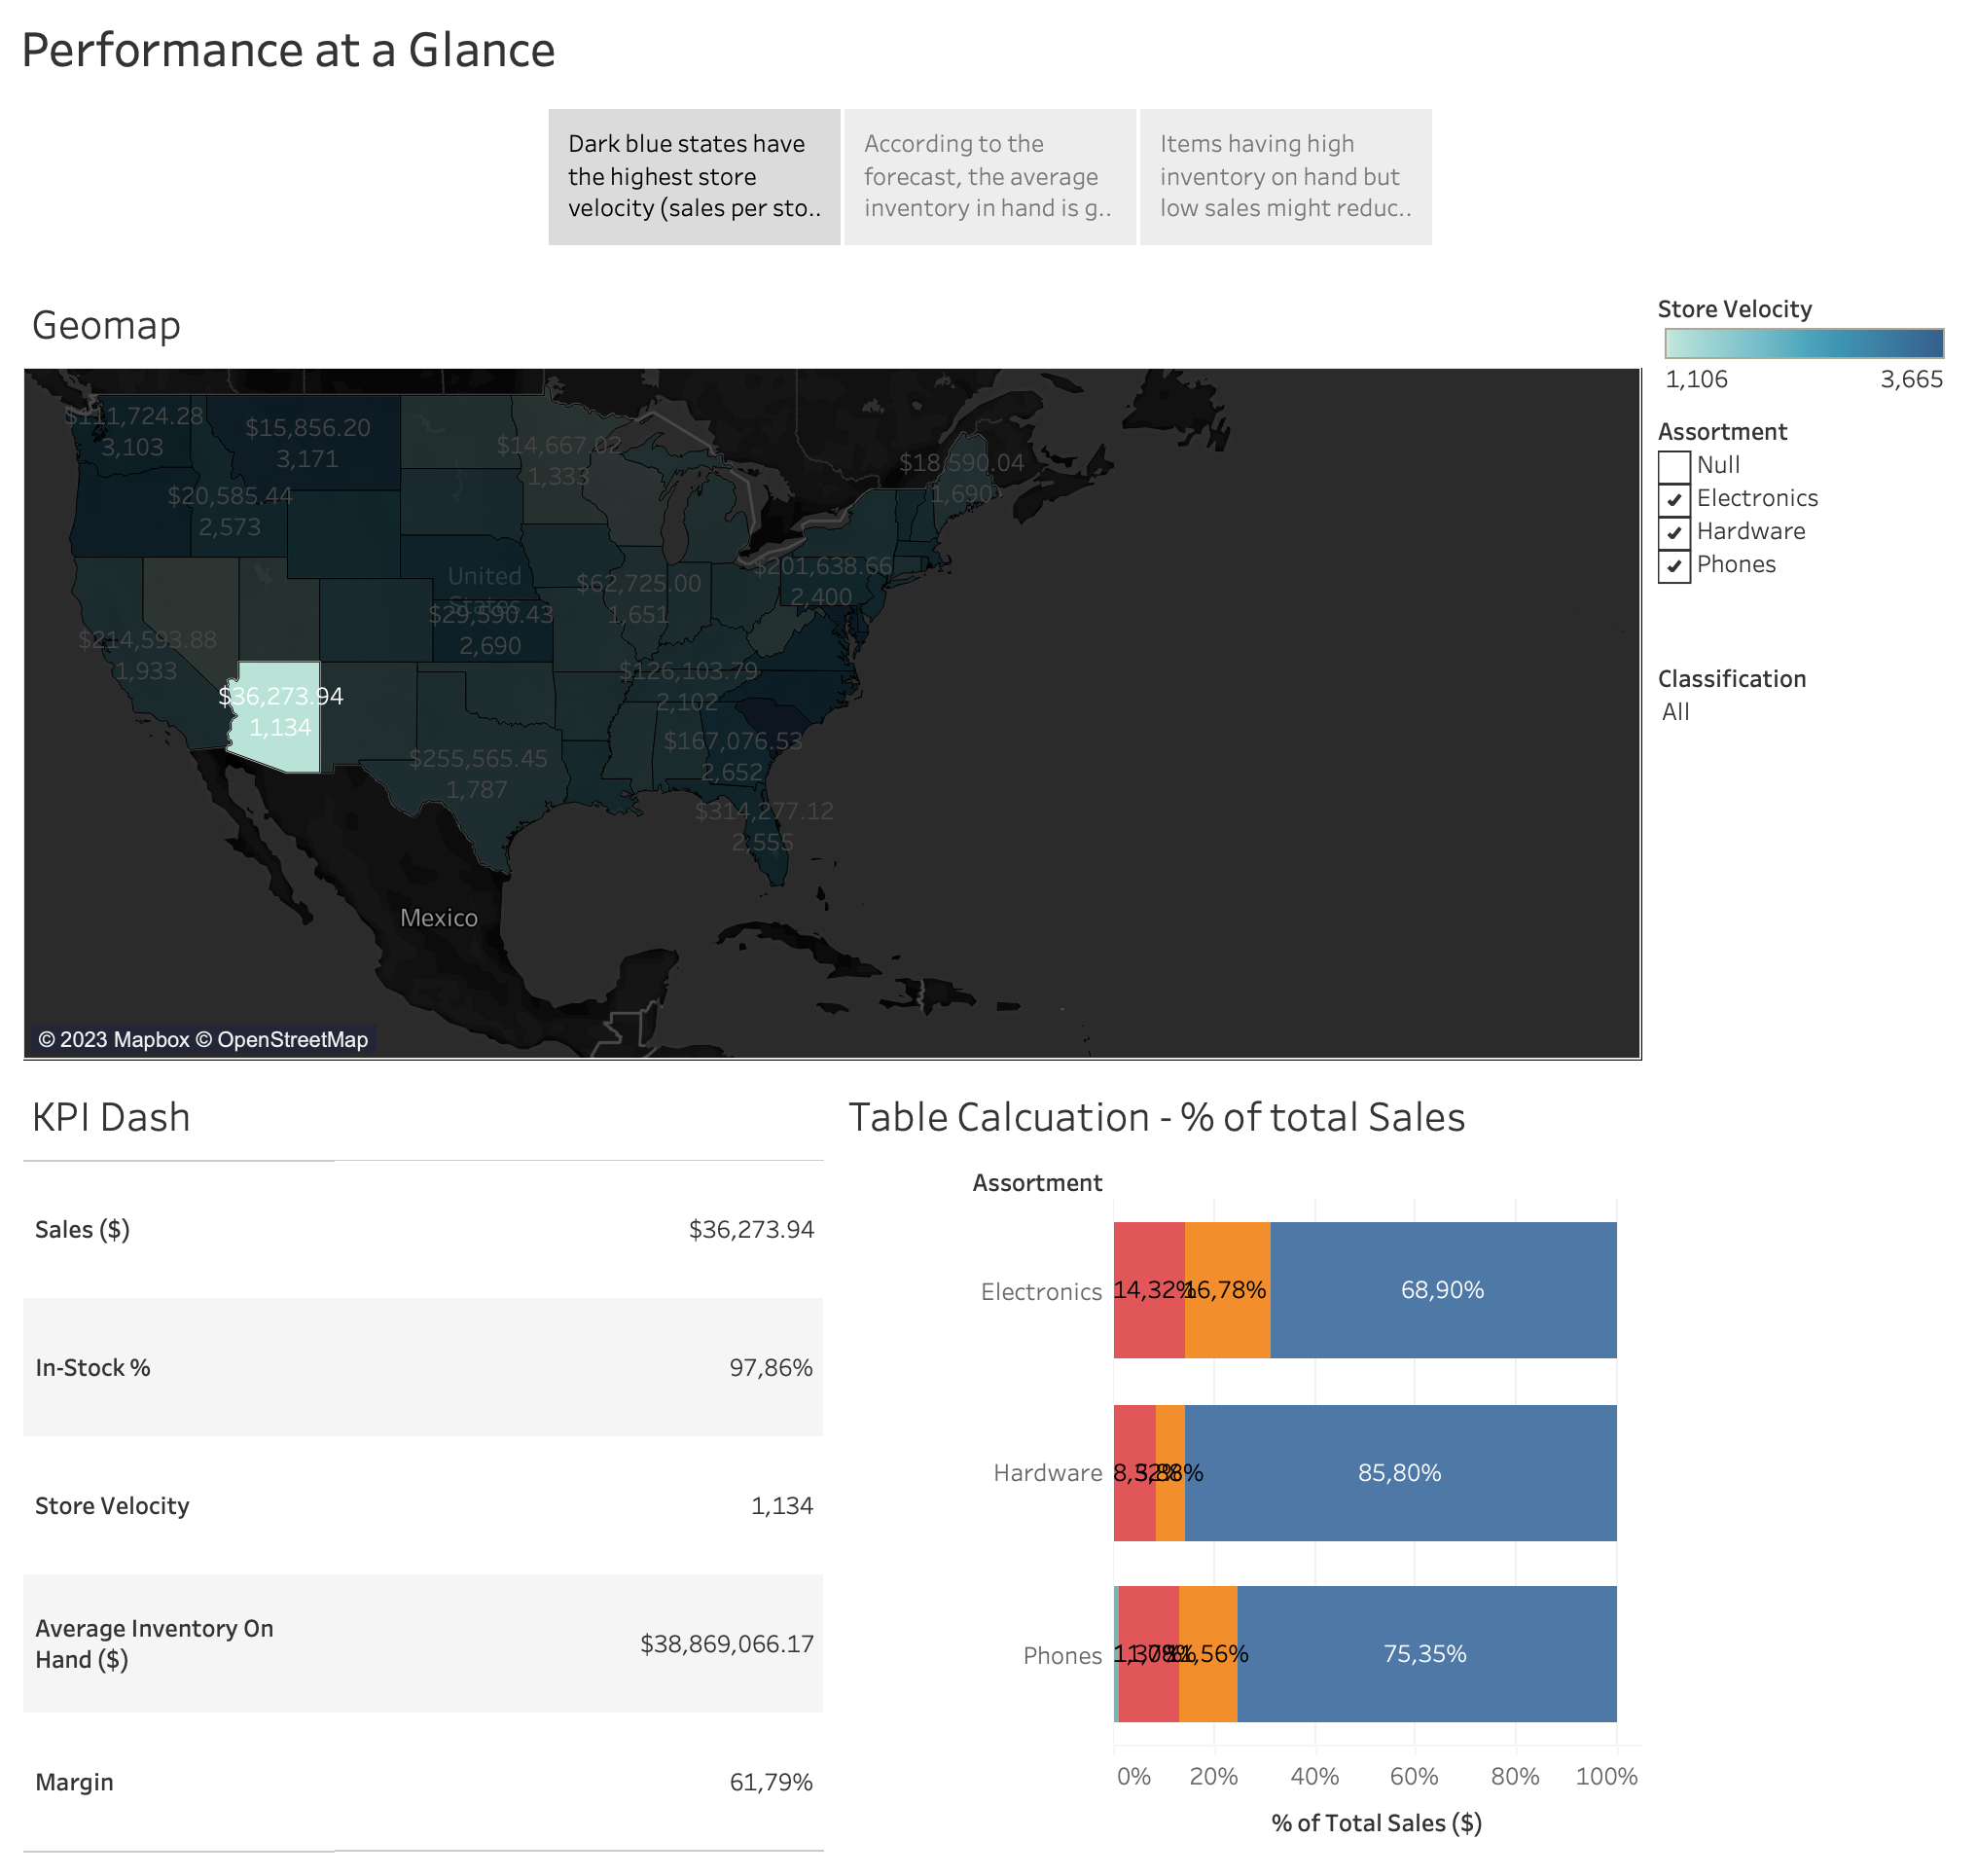 Performance at a Glance
Dark blue states have
the highest store
velocity (sales per sto..
According to the
forecast, the average
inventory in hand is g..
Items having high
inventory on hand but
low sales might reduc..
Geomap
Store Velocity
1,106 3,665
Assortment
Null
Electronics
Hardware
Phones
Classification
All
$111,724.28
3,103
$15,856.20
3,171
$14,667.02
1,333
$18,590.04
1,690
$20,585.44
2,573
United
States
$29,590.43
2,690
$62,725.00
1,651
$201,638.66
2,400
$214,593.88
1,933
$36,273.94
1,134
$126,103.79
2,102
$167,076.53
2,652
$255,565.45
1,787
$314,277.12
2,555
Mexico
© 2023 Mapbox © OpenStreetMap
KPI Dash
Sales ($) $36,273.94
In-Stock % 97,86%
Store Velocity 1,134
Average Inventory On
Hand ($) $38,869,066.17
Margin 61,79%
Table Calcuation - % of total Sales
Assortment
Electronics 14,32% 16,78% 68,90%
Hardware 8,32% 85,80%
Phones 11,56% 75,35%
0% 20% 40% 60% 80% 100%
% of Total Sales ($)